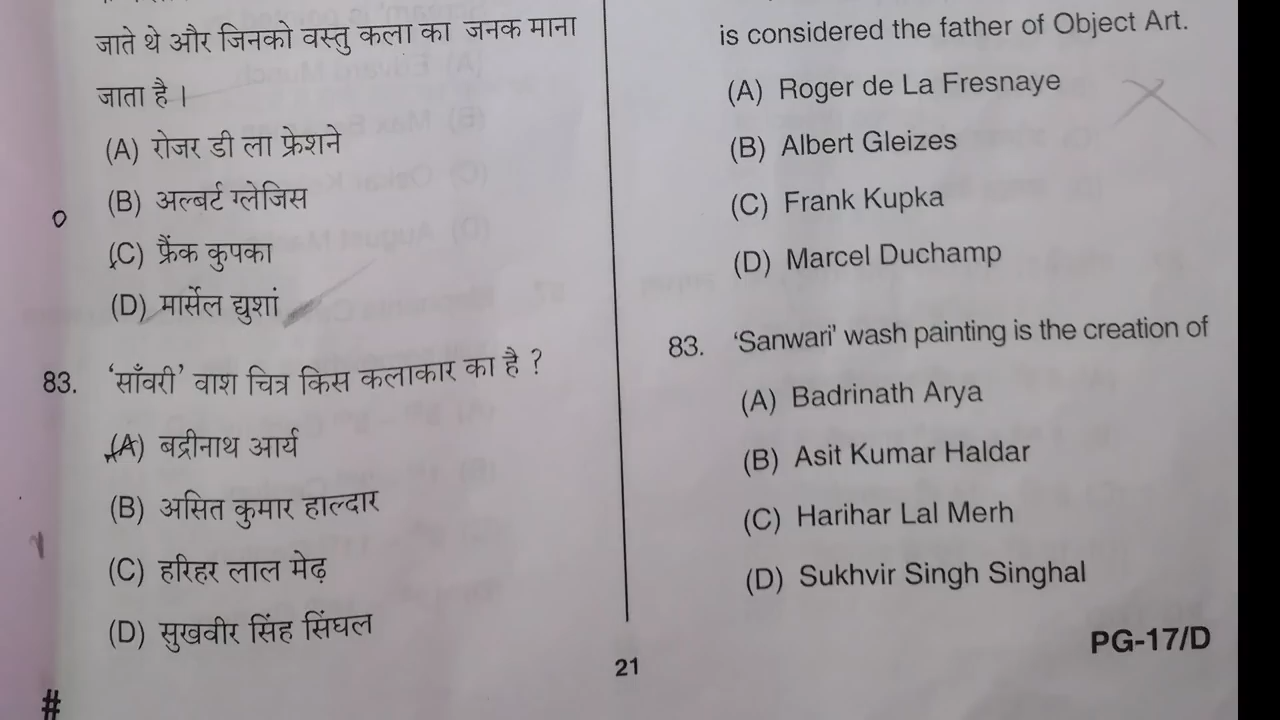 जाते थे और जिनको वस्तु कला का जनक माना
जाता है ।
(A) रोजर डी ला फ्रेशने
(B) अल्बर्ट ग्लेजिस
(C) फ्रैंक कुपका
(D) मार्सेल द्युशां
83. 'साँवरी' वाश चित्र किस कलाकार का है ?
(A) बद्रीनाथ आर्य
(B) असित कुमार हाल्दार
(C) हरिहर लाल मेढ़
(D) सुखवीर सिंह सिंघल
#
is considered the father of Object Art.
(A) Roger de La Fresnaye
(B) Albert Gleizes
(C) Frank Kupka
(D) Marcel Duchamp
83. 'Sanwari' wash painting is the creation of
(A) Badrinath Arya
(B) Asit Kumar Haldar
(C) Harihar Lal Merh
(D) Sukhvir Singh Singhal
21
PG-17/D